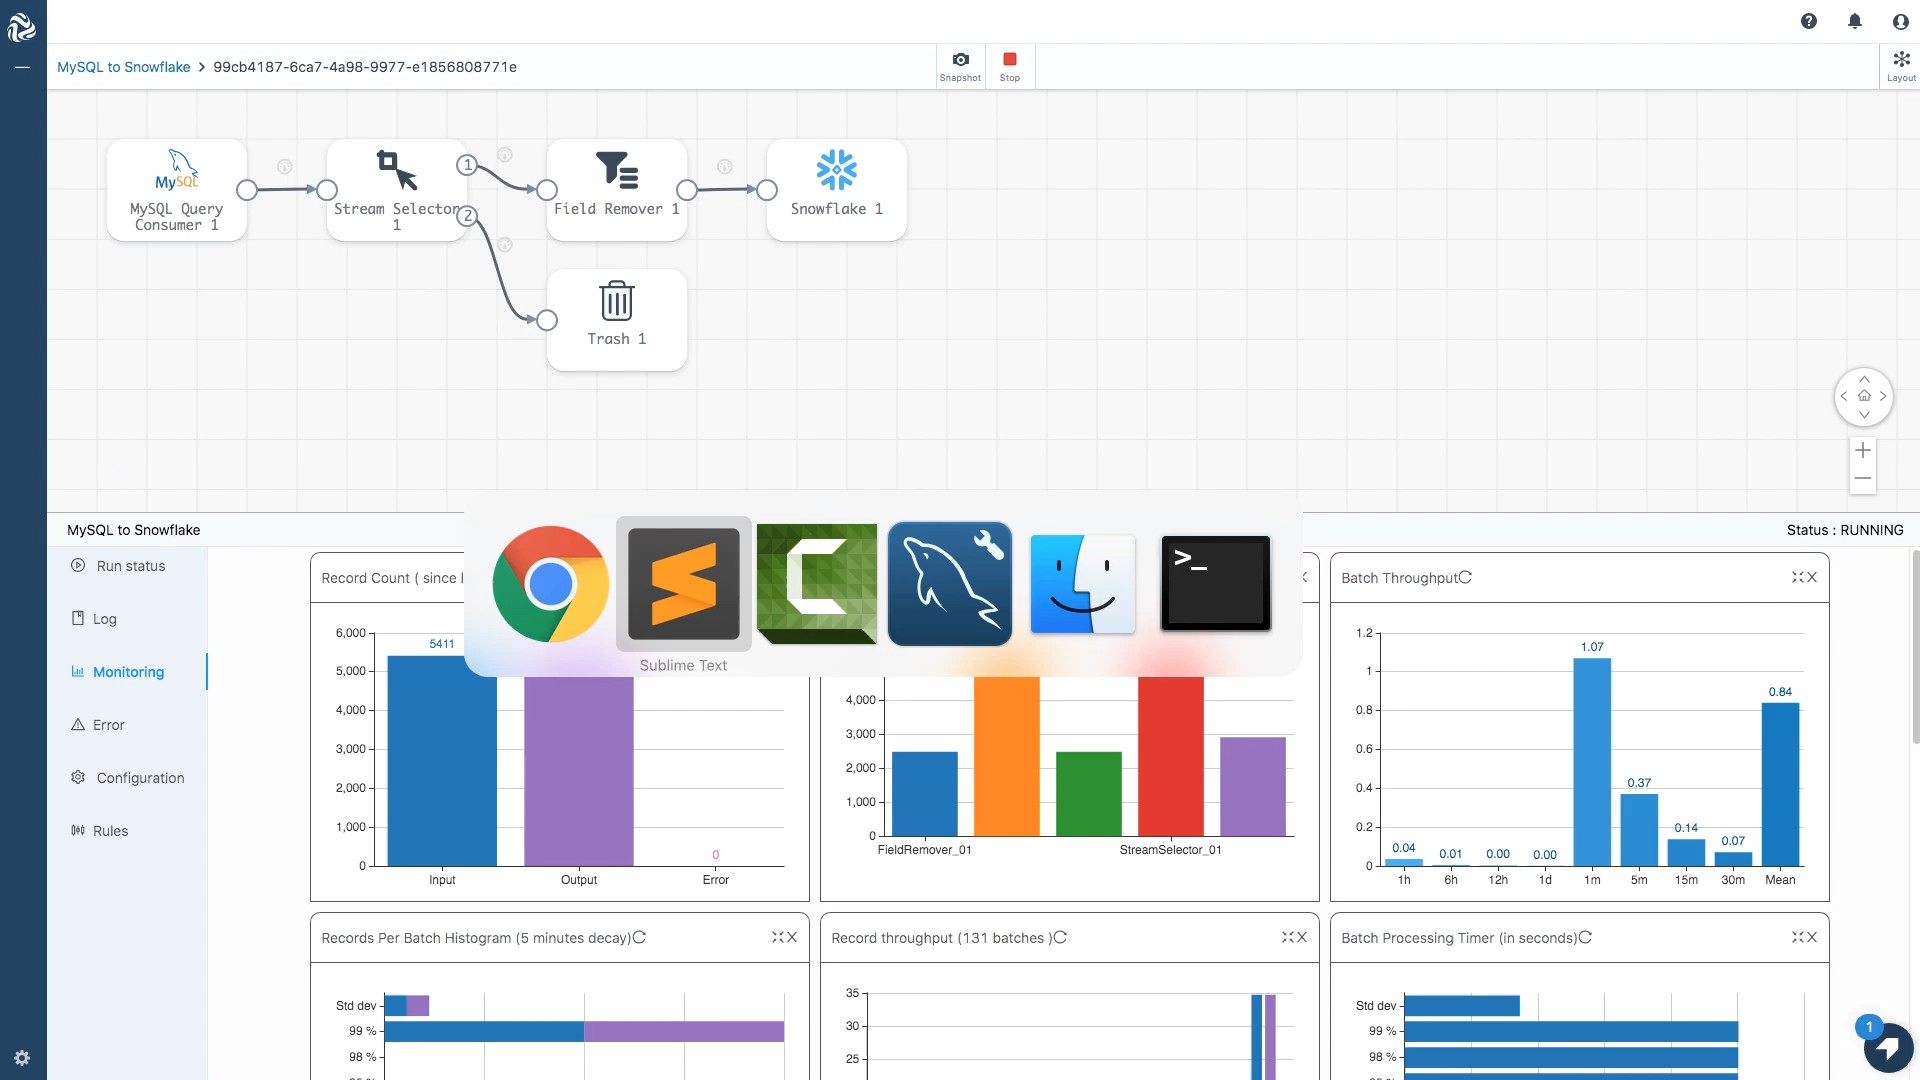 MySQL to Snowflake > 99cb4187-6ca7-4a98-9977-e1856808771e
Snapshot
Stop
Layout
MySQL
MySQL Query
Consumer 1
Stream Selector
1
1
2
Field Remover 1
Snowflake 1
Trash 1
MySQL to Snowflake
Status : RUNNING
Run status
Log
Monitoring
Error
Configuration
Rules
Sublime Text
Record Count ( since
6,000
5,000
4,000
3,000
2,000
1,000
0
5411
0
Input
Output
Error
4,000
3,000
2,000
1,000
0
FieldRemover_01
StreamSelector_01
Batch Throughput
X
1.2
1
0.8
0.6
0.4
0.2
0
0.04
0.01
0.00
0.00
1.07
0.37
0.14
0.07
0.84
1h
6h
12h
1d
1m
5m
15m
30m
Mean
Records Per Batch Histogram (5 minutes decay)
X
Std dev
99 %
98 %
Record throughput (131 batches )
X
35
30
25
Batch Processing Timer (in seconds)
X
Std dev
99 %
98 %
1